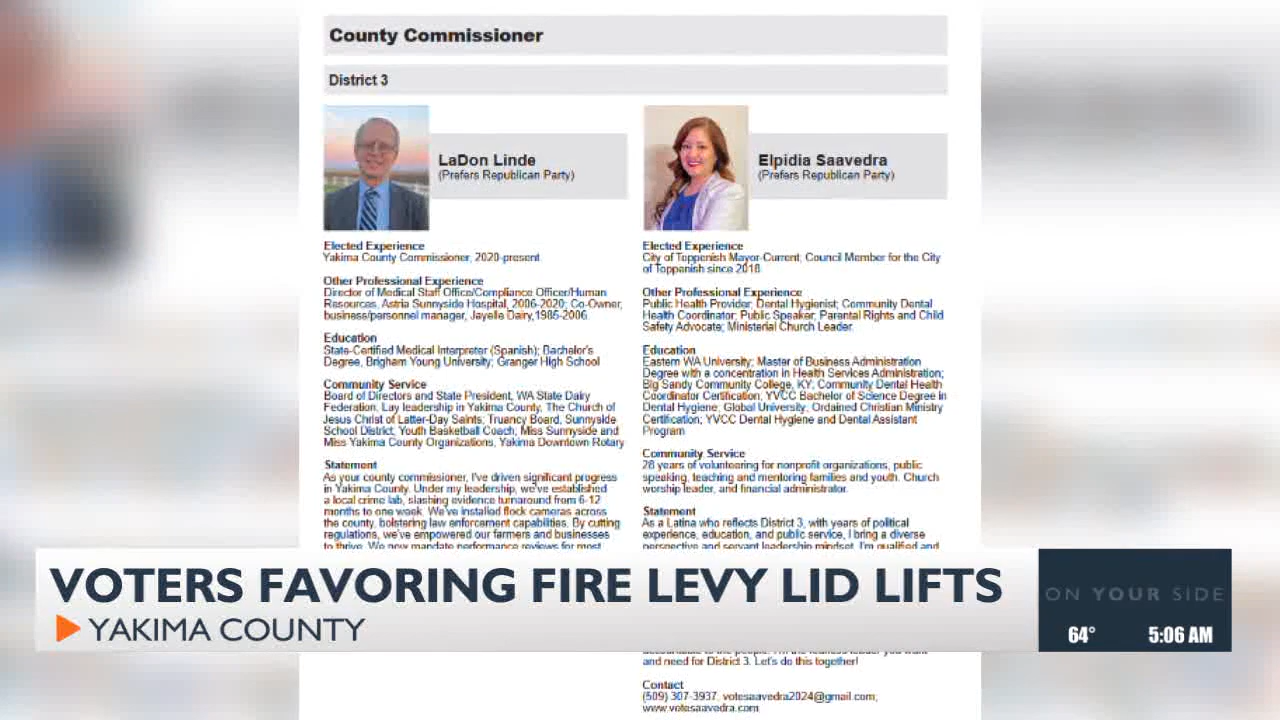 County Commissioner
District 3
LaDon Linde
(Prefers Republican Party)
Elected Experience
Yakima County Commissioner, 2020-present
Other Professional Experience
Director of Medical Staff Office/Compliance Officer/Human
Resources, Astria Sunnyside Hospital, 2006-2020; Co-Owner,
business/personnel manager, Jayelle Dairy,1985-2006.
Education
State-Certified Medical Interpreter (Spanish); Bachelor's
Degree, Brigham Young University; Granger High School
Community Service
Board of Directors and State President, WA State Dairy
Federation. Lay leadership in Yakima County, The Church of
Jesus Christ of Latter-Day Saints; Truancy Board, Sunnyside
School District; Youth Basketball Coach; Miss Sunnyside and
Miss Yakima County Organizations, Yakima Downtown Rotary
Statement
As your county commissioner, I've driven significant progress
in Yakima County. Under my leadership, we've established
a local crime lab, slashing evidence turnaround from 6-12
months to one week. We've installed flock cameras across
the county, bolstering law enforcement capabilities. By cutting
regulations, we've empowered our farmers and businesses
to thrive. We now mandate performance reviews for most
Elpidia Saavedra
(Prefers Republican Party)
Elected Experience
City of Toppenish Mayor-Current; Council Member for the City
of Toppenish since 2018
Other Professional Experience
Public Health Provider; Dental Hygienist; Community Dental
Health Coordinator; Public Speaker; Parental Rights and Child
Safety Advocate; Ministerial Church Leader.
Education
Eastern WA University; Master of Business Administration
Degree with a concentration in Health Services Administration;
Big Sandy Community College, KY; Community Dental Health
Coordinator Certification; YVCC Bachelor of Science Degree in
Dental Hygiene; Global University; Ordained Christian Ministry
Certification; YVCC Dental Hygiene and Dental Assistant
Program
Community Service
28 years of volunteering for nonprofit organizations, public
speaking, teaching and mentoring families and youth. Church
worship leader, and financial administrator.
Statement
As a Latina who reflects District 3, with years of political
experience, education, and public service, I bring a diverse
perspective and servant leadership mindset. I'm qualified and
and need for District 3. Let's do this together!
Contact
(509) 307-3937; votesaavedra2024@gmail.com;
www.votesaavedra.com
VOTERS FAVORING FIRE LEVY LID LIFTS
YAKIMA COUNTY
ON YOUR SIDE
64° 5:06 AM